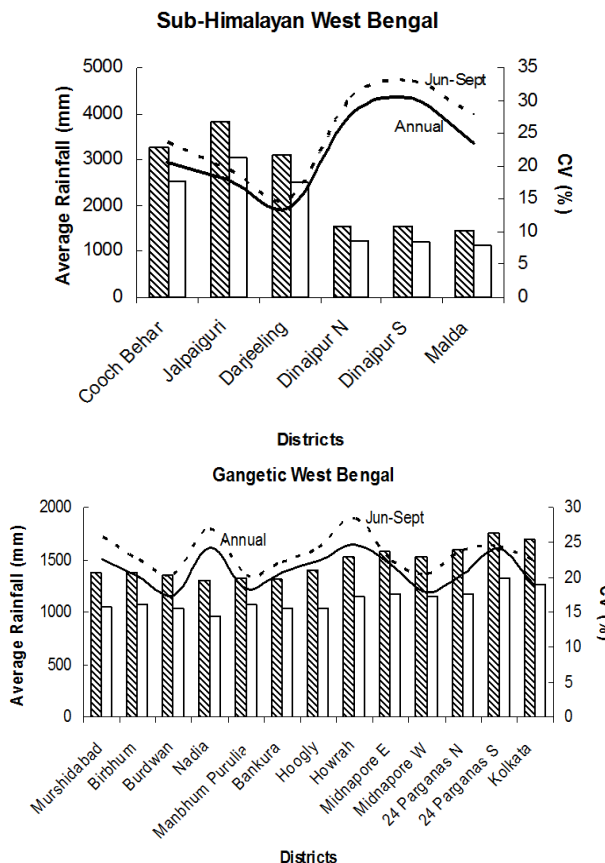 Sub-Himalayan West Bengal
Average Rainfall (mm)
5000
4000
3000
2000
1000
0
Jun-Sept
Annual
35
30
25
20
15
10
5
0
CV (%)
Cooch Behar
Jalpaiguri
Darjeeling
Dinajpur N
Dinajpur S
Malda
Districts
Gangetic West Bengal
Average Rainfall (mm)
2000
1500
1000
500
0
Annual
Jun-Sept
30
25
20
15
10
5
0
CV (%)
Murshidabad
Birbhum
Burdwan
Nadia
Manbhum Purulia
Bankura
Hoogly
Howrah
Midnapore E
Midnapore W
24 Parganas N
24 Parganas S
Kolkata
Districts